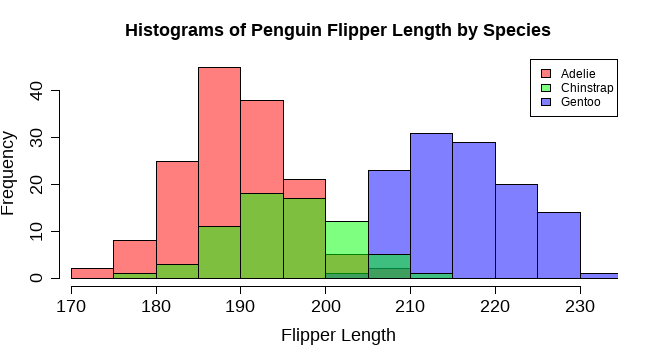 Histograms of Penguin Flipper Length by Species
Adelie
Chinstrap
Gentoo
Frequency
40
30
20
10
0
170 180 190 200 210 220 230
Flipper Length